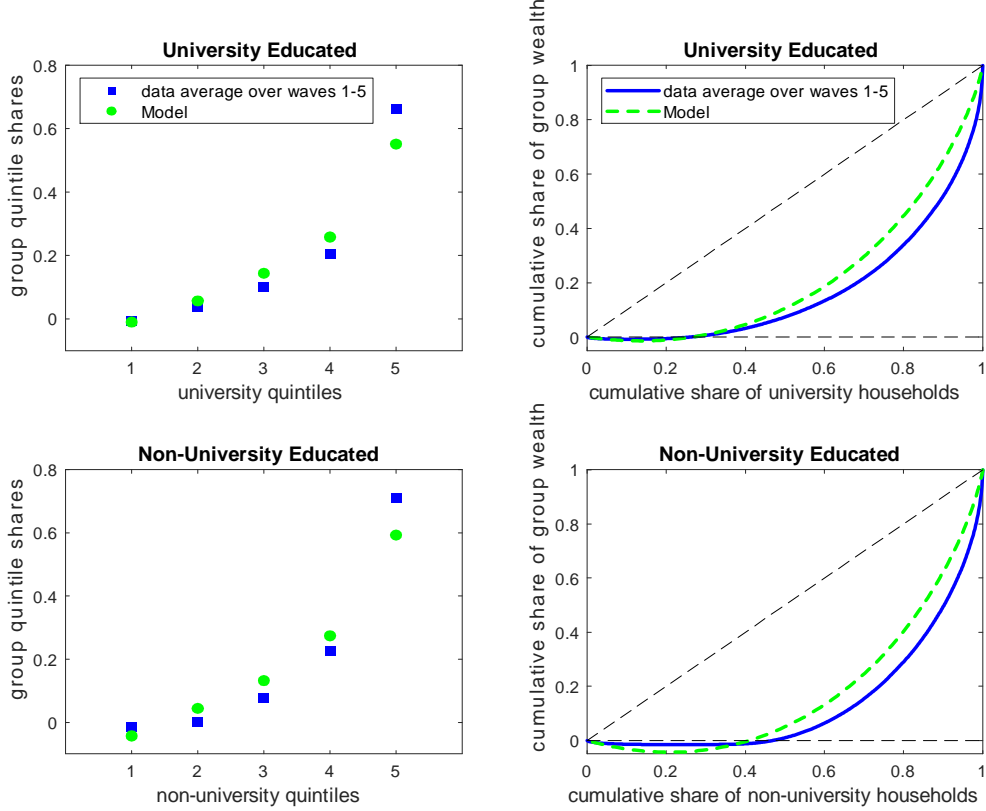 University Educated
data average over waves 1-5
Model
0.8
0.6
0.4
0.2
0
1 2 3 4 5
group quintile shares
university quintiles
University Educated
data average over waves 1-5
Model
1
0.8
0.6
0.4
0.2
0
0 0.2 0.4 0.6 0.8 1
cumulative share of group wealth
cumulative share of university households
Non-University Educated
0.8
0.6
0.4
0.2
0
1 2 3 4 5
group quintile shares
non-university quintiles
Non-University Educated
1
0.8
0.6
0.4
0.2
0
0 0.2 0.4 0.6 0.8 1
cumulative share of group wealth
cumulative share of non-university households